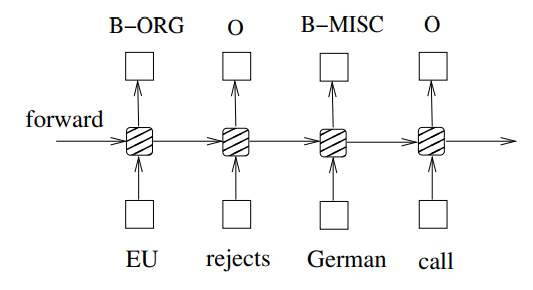 B−ORG O B−MISC O
forward
EU rejects German call